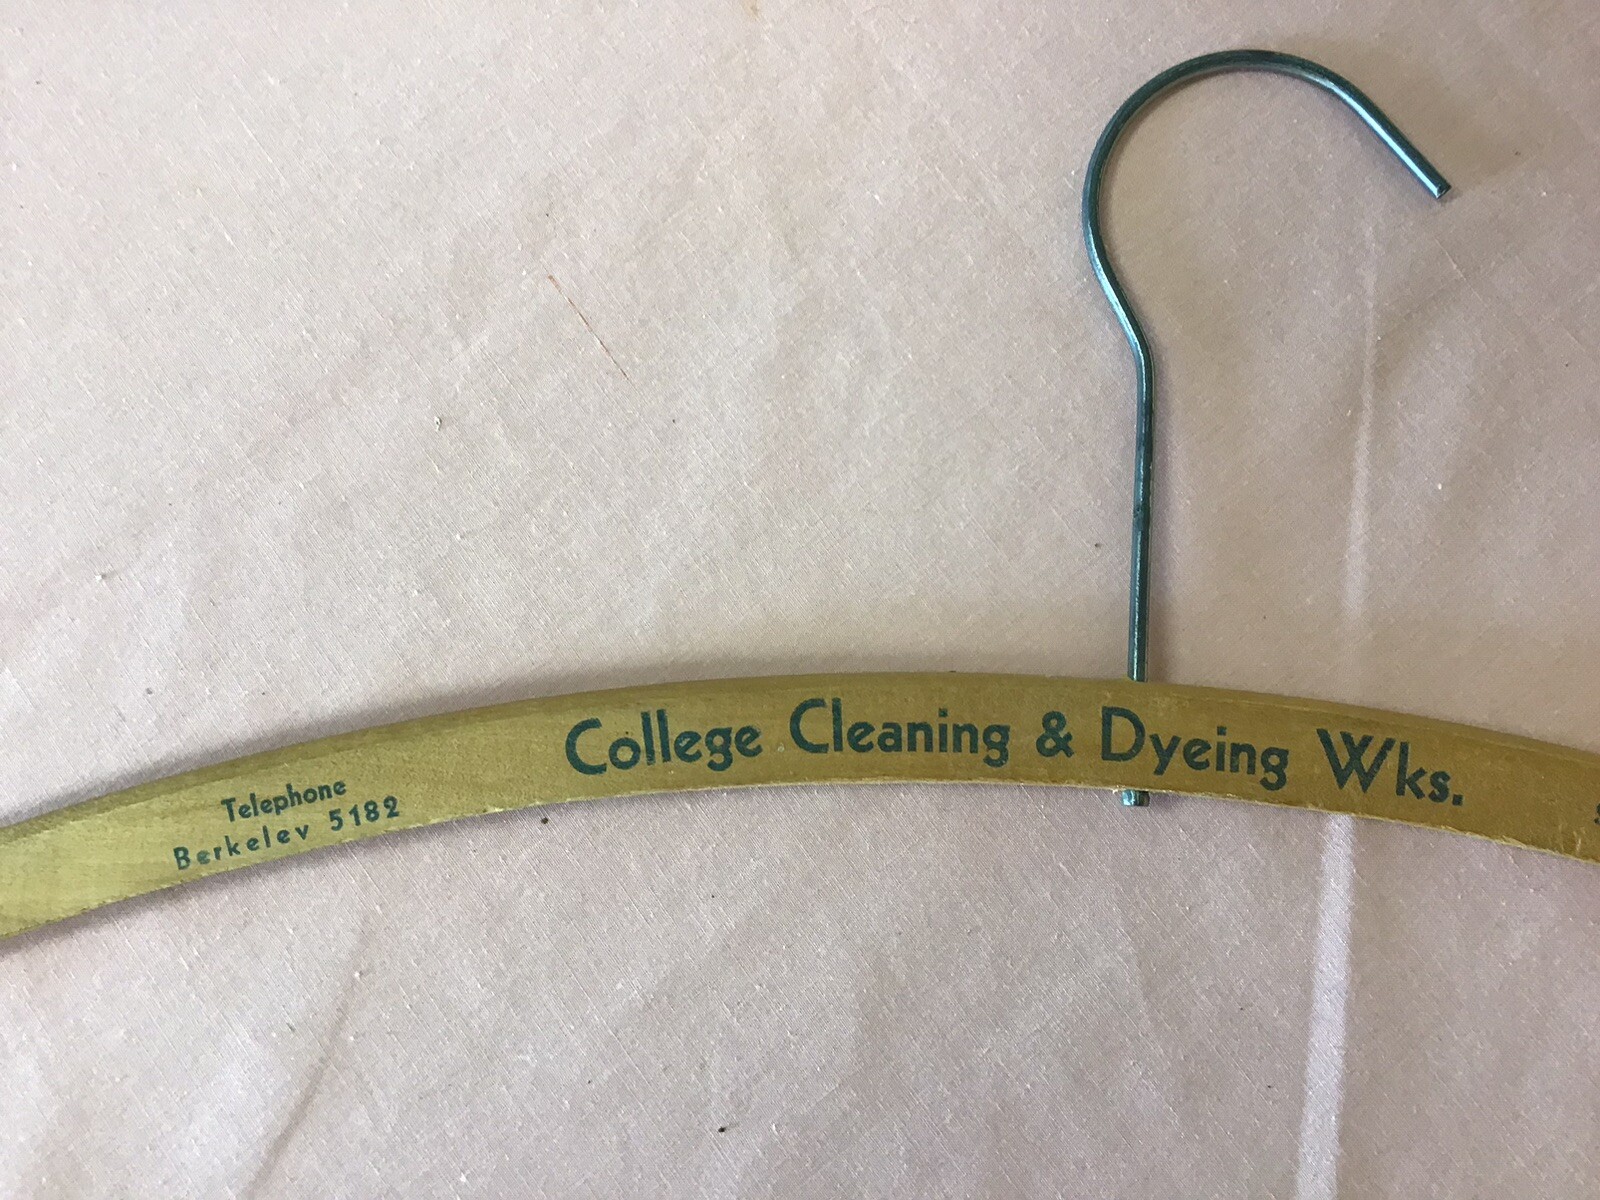 College Cleaning & Dyeing Wks.
Telephone
Berkelev 5182